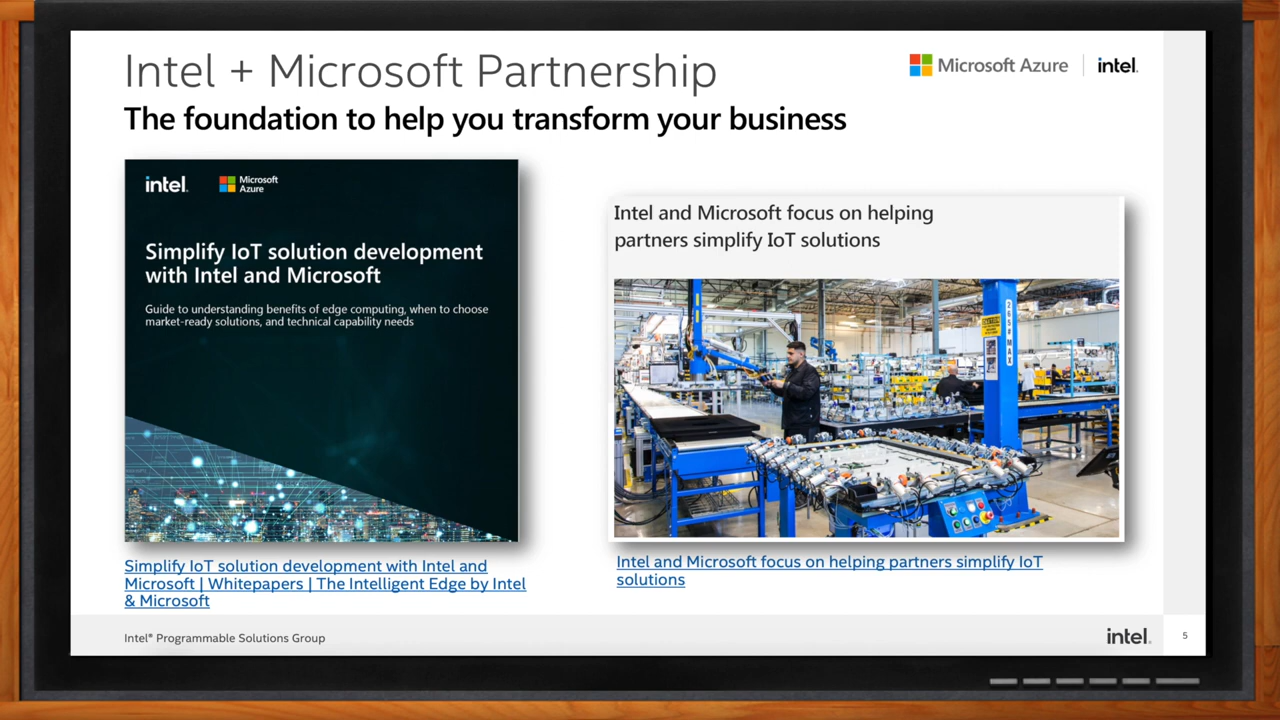 Intel + Microsoft Partnership
Microsoft Azure
intel.
The foundation to help you transform your business
intel.
Microsoft
Azure
Simplify IoT solution development
with Intel and Microsoft
Guide to understanding benefits of edge computing, when to choose
market-ready solutions, and technical capability needs
Intel and Microsoft focus on helping
partners simplify IoT solutions
265# MAX
Simplify IoT solution development with Intel and
Microsoft | Whitepapers | The Intelligent Edge by Intel
& Microsoft
Intel and Microsoft focus on helping partners simplify IoT
solutions
Intel® Programmable Solutions Group
intel.
5